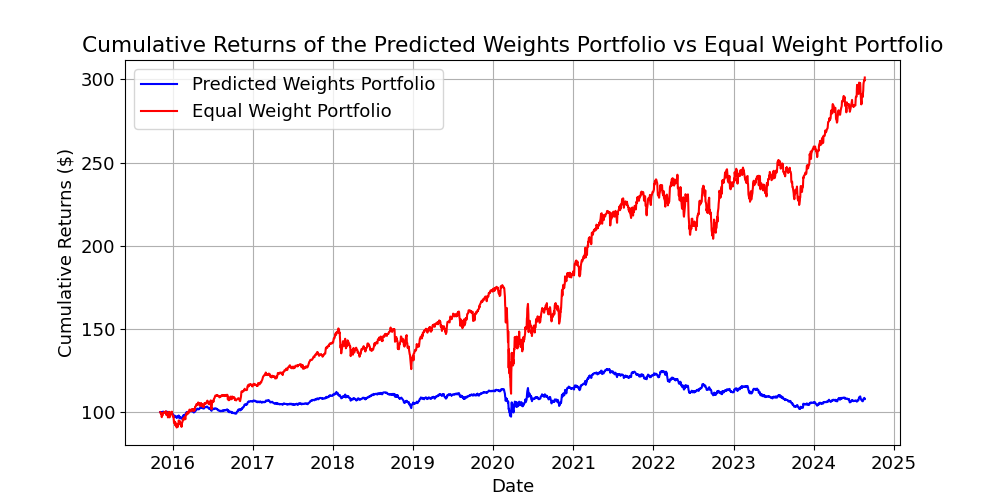 Cumulative Returns of the Predicted Weights Portfolio vs Equal Weight Portfolio
Predicted Weights Portfolio
Equal Weight Portfolio
Cumulative Returns ($)
300
250
200
150
100
2016 2017 2018 2019 2020 2021 2022 2023 2024 2025
Date